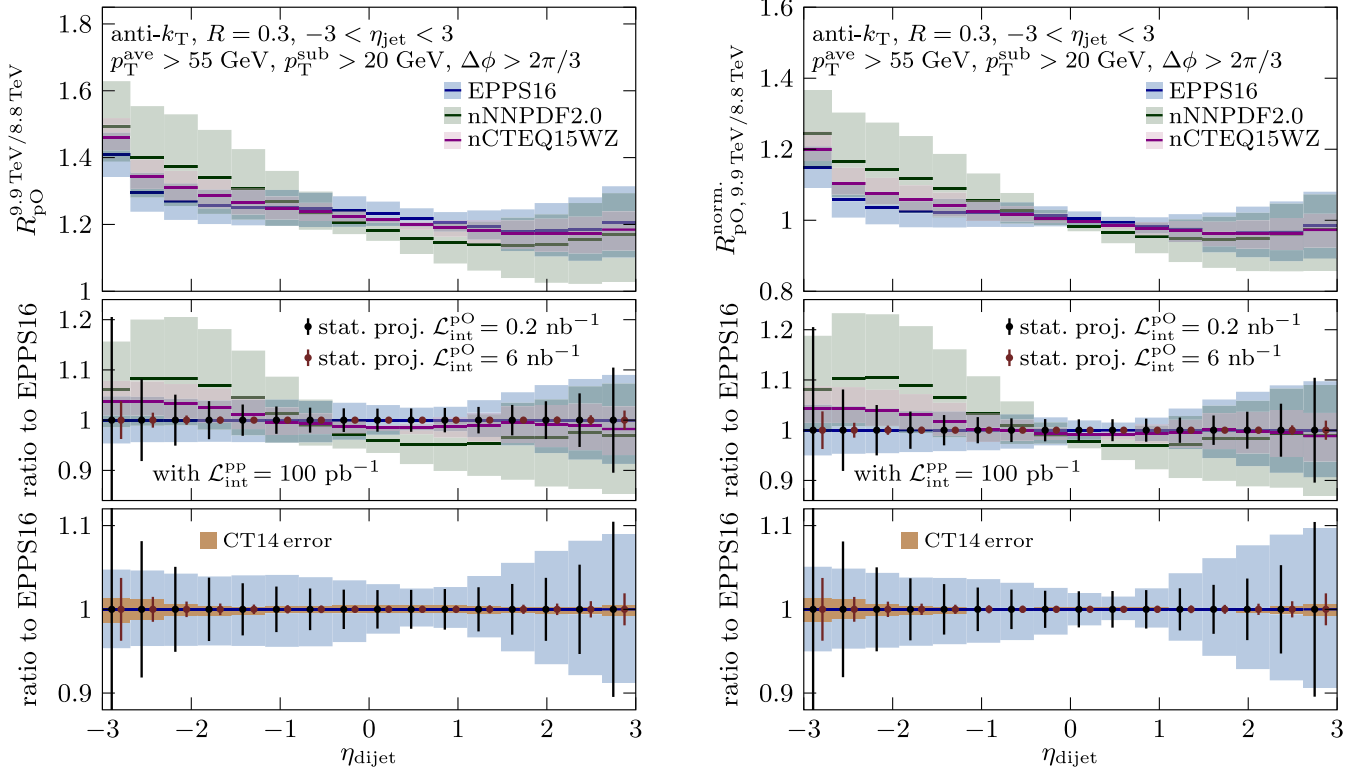 1.8
1.6
1.4
1.2
1
R_pO^9.9 TeV/8.8 TeV
anti-k_T, R = 0.3, −3 < η_jet < 3
p_T^ave > 55 GeV, p_T^sub > 20 GeV, Δϕ > 2π/3
EPPS16
nNNPDF2.0
nCTEQ15WZ
1.2
1.1
1
0.9
ratio to EPPS16
stat. proj. ℒ_int^pO = 0.2 nb⁻¹
stat. proj. ℒ_int^pO = 6 nb⁻¹
with ℒ_int^pp = 100 pb⁻¹
1.1
1
0.9
ratio to EPPS16
CT14 error
−3 −2 −1 0 1 2 3
η_dijet
1.6
1.4
1.2
1.0
0.8
R_pO, 9.9 TeV/8.8 TeV^norm.
anti-k_T, R = 0.3, −3 < η_jet < 3
p_T^ave > 55 GeV, p_T^sub > 20 GeV, Δϕ > 2π/3
EPPS16
nNNPDF2.0
nCTEQ15WZ
1.2
1.1
1
0.9
ratio to EPPS16
stat. proj. ℒ_int^pO = 0.2 nb⁻¹
stat. proj. ℒ_int^pO = 6 nb⁻¹
with ℒ_int^pp = 100 pb⁻¹
1.1
1
0.9
ratio to EPPS16
CT14 error
−3 −2 −1 0 1 2 3
η_dijet